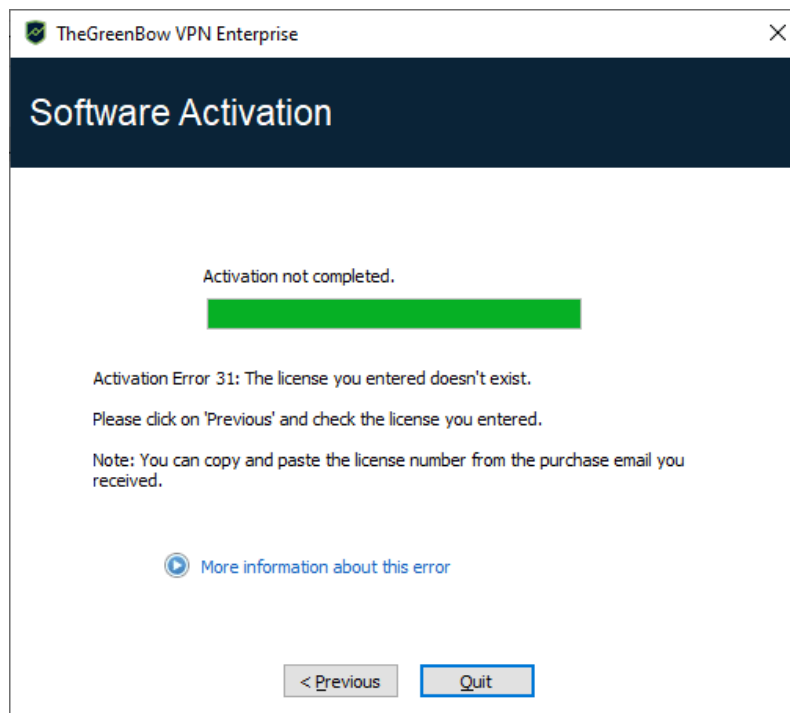 TheGreenBow VPN Enterprise
Software Activation
Activation not completed.
Activation Error 31: The license you entered doesn't exist.
Please click on 'Previous' and check the license you entered.
Note: You can copy and paste the license number from the purchase email you
received.
More information about this error
< Previous
Quit